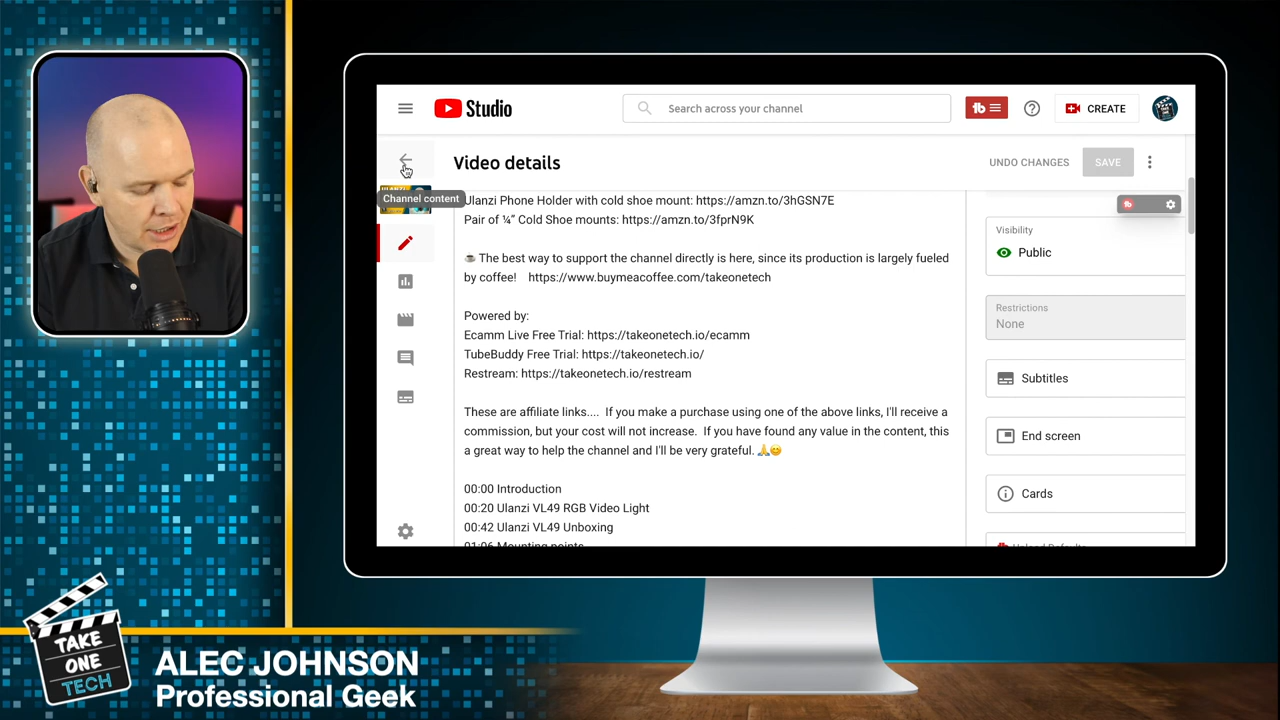 Studio
Search across your channel
CREATE
Video details
UNDO CHANGES
SAVE
Channel content
Ulanzi Phone Holder with cold shoe mount: https://amzn.to/3hGSN7E
Pair of ¼” Cold Shoe mounts: https://amzn.to/3fprN9K
☕ The best way to support the channel directly is here, since its production is largely fueled
by coffee! https://www.buymeacoffee.com/takeonetech
Powered by:
Ecamm Live Free Trial: https://takeonetech.io/ecamm
TubeBuddy Free Trial: https://takeonetech.io/
Restream: https://takeonetech.io/restream
These are affiliate links.... If you make a purchase using one of the above links, I'll receive a
commission, but your cost will not increase. If you have found any value in the content, this
a great way to help the channel and I'll be very grateful. 🙏😊
00:00 Introduction
00:20 Ulanzi VL49 RGB Video Light
00:42 Ulanzi VL49 Unboxing
01:06 Mounting points
Visibility
Public
Restrictions
None
Subtitles
End screen
Cards
Upload Defaults
TAKE
ONE
TECH
ALEC JOHNSON
Professional Geek